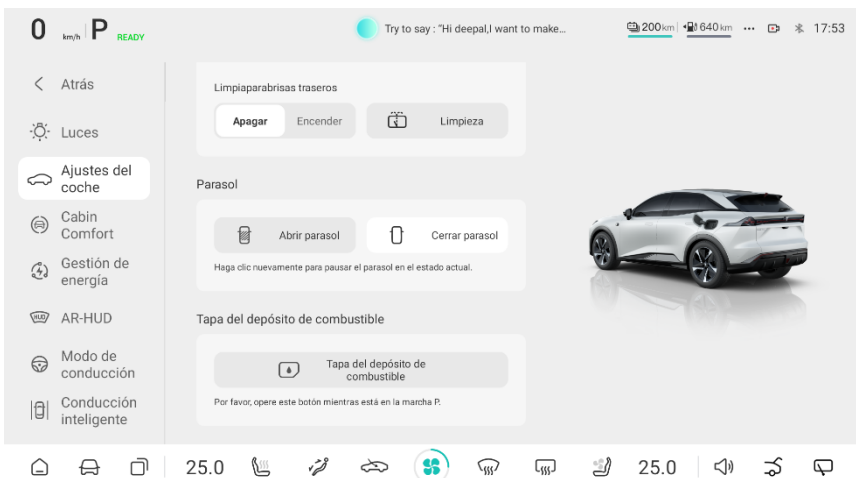 0 km/h P READY
Try to say : "Hi deepal,I want to make...
200km 640km ... 17:53
Atrás
Luces
Ajustes del
coche
Cabin
Comfort
Gestión de
energía
HUD AR-HUD
Modo de
conducción
Conducción
inteligente
Limpiaparabrisas traseros
Apagar Encender Limpieza
Parasol
Abrir parasol Cerrar parasol
Haga clic nuevamente para pausar el parasol en el estado actual.
Tapa del depósito de combustible
Tapa del depósito de
combustible
Por favor, opere este botón mientras está en la marcha P.
25.0 25.0